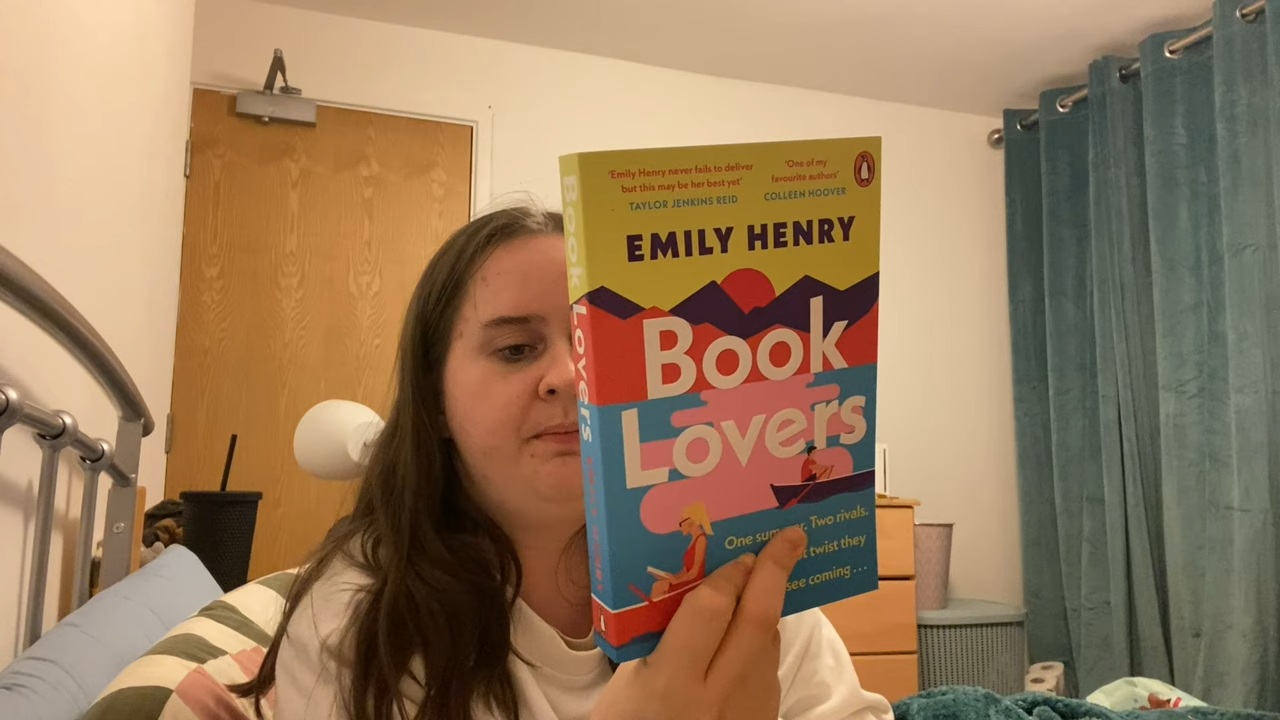 'Emily Henry never fails to deliver
but this may be her best yet'
TAYLOR JENKINS REID
'One of my
favourite authors'
COLLEEN HOOVER
EMILY HENRY
Book
Lovers
One summer. Two rivals.
twist they
see coming ...
Book Lovers